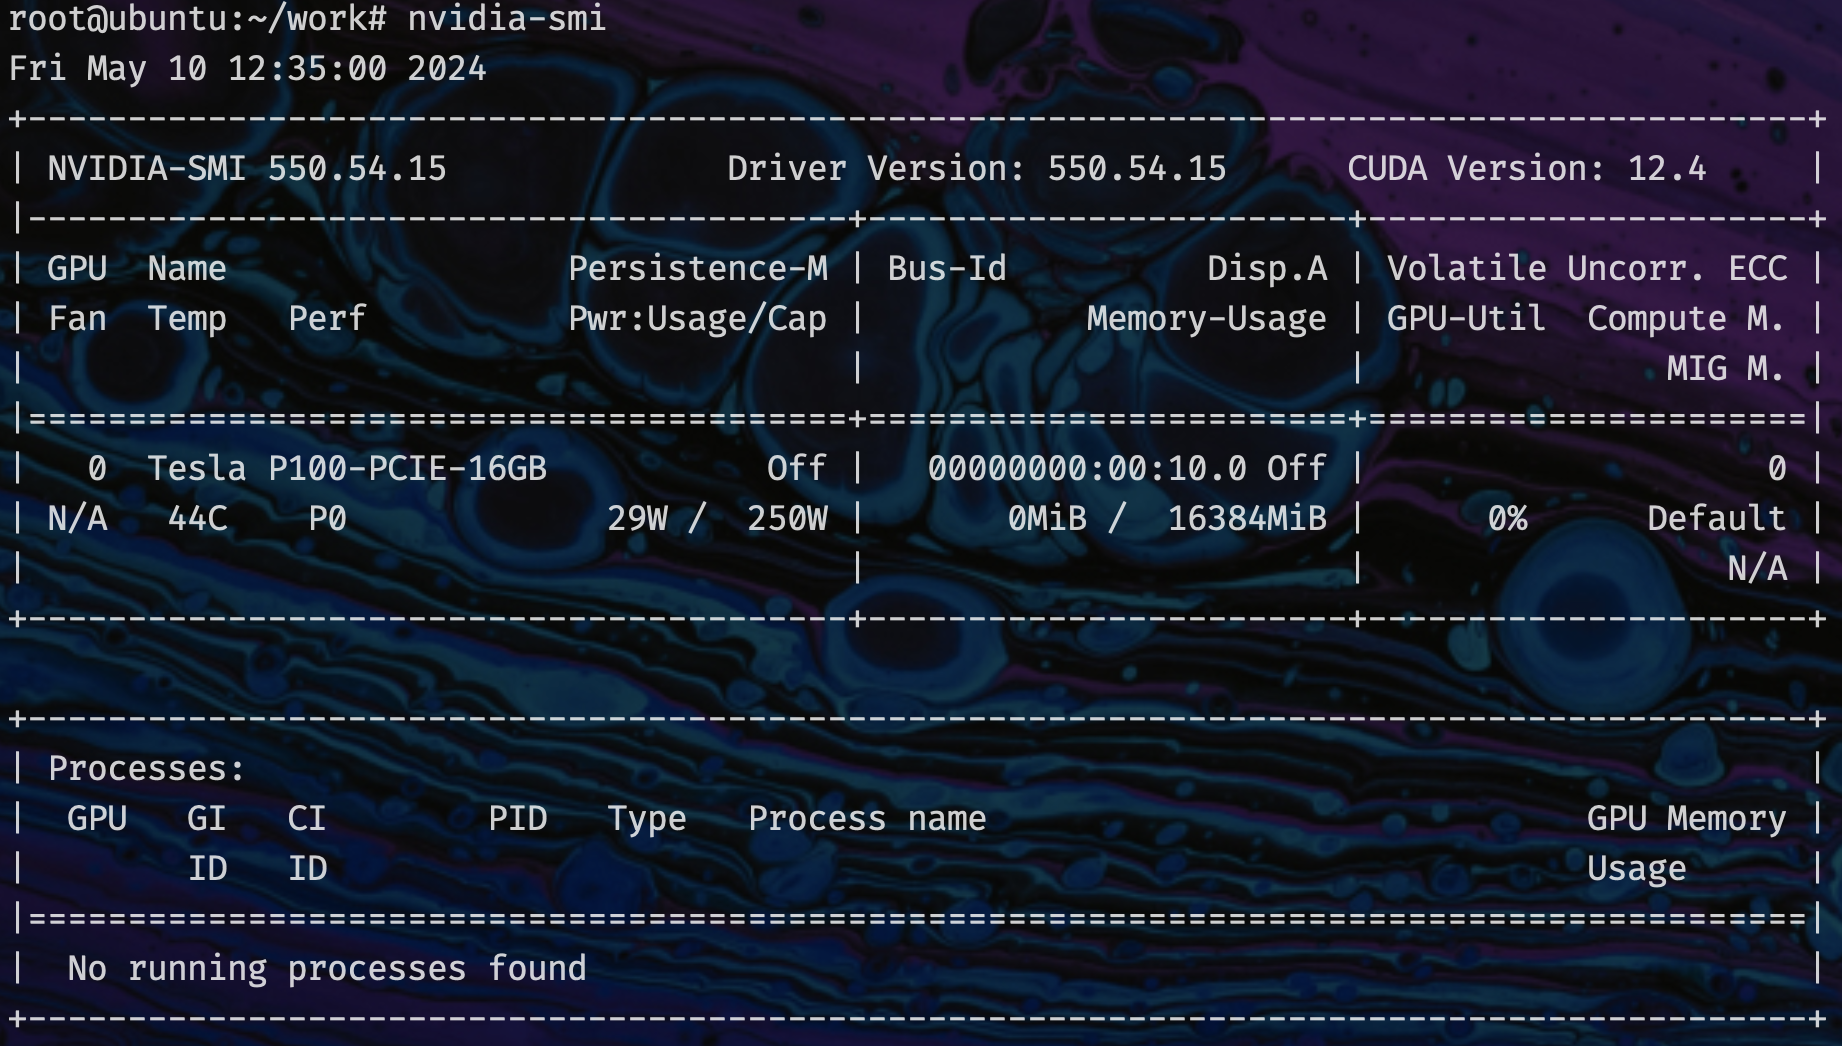 root@ubuntu:~/work# nvidia-smi
Fri May 10 12:35:00 2024
+-----------------------------------------------------------------------------------------+
| NVIDIA-SMI 550.54.15              Driver Version: 550.54.15      CUDA Version: 12.4     |
|-----------------------------------------+------------------------+----------------------+
| GPU  Name                 Persistence-M | Bus-Id          Disp.A | Volatile Uncorr. ECC |
| Fan  Temp   Perf          Pwr:Usage/Cap |           Memory-Usage | GPU-Util  Compute M. |
|                                         |                        |               MIG M. |
|=========================================+========================+======================|
|   0  Tesla P100-PCIE-16GB           Off |   00000000:00:10.0 Off |                    0 |
| N/A   44C    P0             29W /  250W |       0MiB /  16384MiB |      0%      Default |
|                                         |                        |                  N/A |
+-----------------------------------------+------------------------+----------------------+
+-----------------------------------------------------------------------------------------+
| Processes:                                                                              |
|  GPU   GI   CI        PID   Type   Process name                              GPU Memory |
|        ID   ID                                                               Usage      |
|=========================================================================================|
|  No running processes found                                                             |
+-----------------------------------------------------------------------------------------+